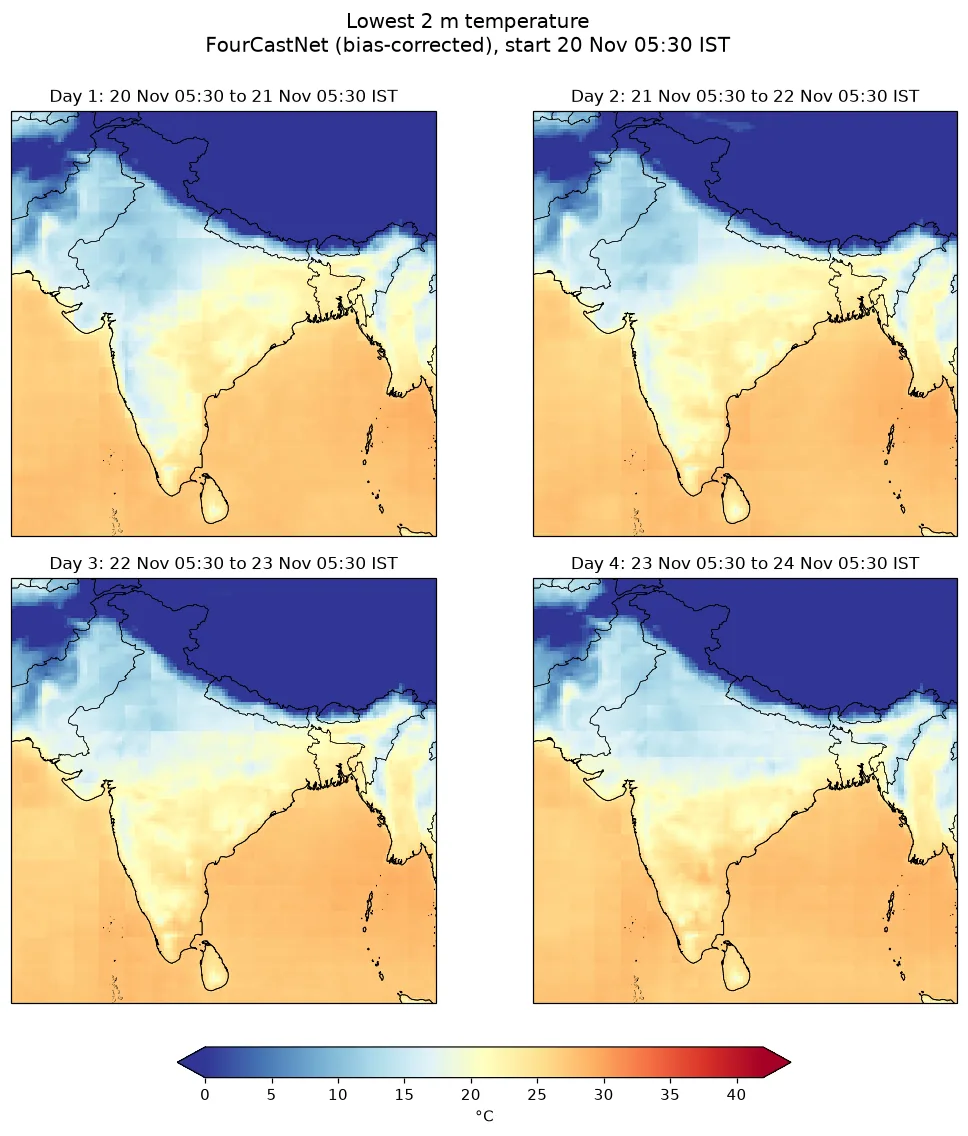 Lowest 2 m temperature
FourCastNet (bias-corrected), start 20 Nov 05:30 IST
Day 1: 20 Nov 05:30 to 21 Nov 05:30 IST
Day 2: 21 Nov 05:30 to 22 Nov 05:30 IST
Day 3: 22 Nov 05:30 to 23 Nov 05:30 IST
Day 4: 23 Nov 05:30 to 24 Nov 05:30 IST
0 5 10 15 20 25 30 35 40
°C